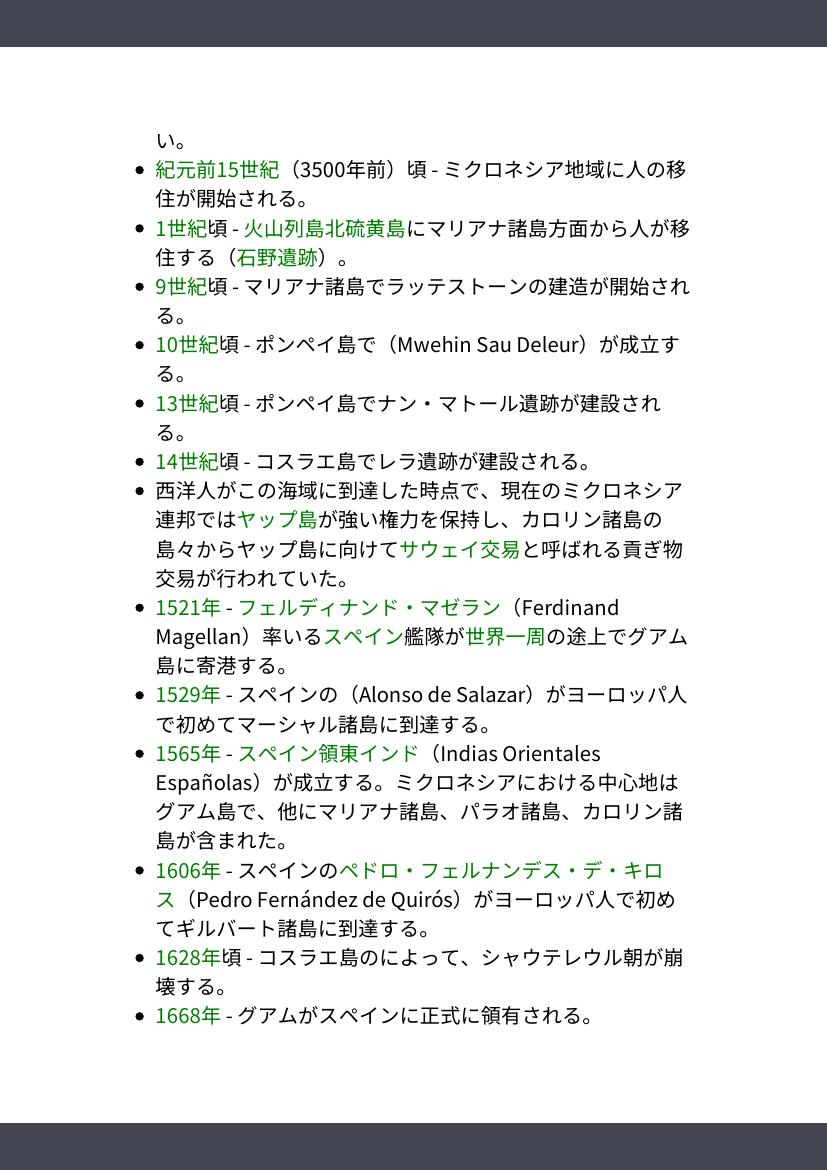 い。
• 紀元前15世紀（3500年前）頃 - ミクロネシア地域に人の移
住が開始される。
• 1世紀頃 - 火山列島北硫黄島にマリアナ諸島方面から人が移
住する（石野遺跡）。
• 9世紀頃 - マリアナ諸島でラッテストーンの建造が開始され
る。
• 10世紀頃 - ポンペイ島で（Mwehin Sau Deleur）が成立す
る。
• 13世紀頃 - ポンペイ島でナン・マトール遺跡が建設され
る。
• 14世紀頃 - コスラエ島でレラ遺跡が建設される。
• 西洋人がこの海域に到達した時点で、現在のミクロネシア
連邦ではヤップ島が強い権力を保持し、カロリン諸島の
島々からヤップ島に向けてサウェイ交易と呼ばれる貢ぎ物
交易が行われていた。
• 1521年 - フェルディナンド・マゼラン（Ferdinand
Magellan）率いるスペイン艦隊が世界一周の途上でグアム
島に寄港する。
• 1529年 - スペインの（Alonso de Salazar）がヨーロッパ人
で初めてマーシャル諸島に到達する。
• 1565年 - スペイン領東インド（Indias Orientales
Españolas）が成立する。ミクロネシアにおける中心地は
グアム島で、他にマリアナ諸島、パラオ諸島、カロリン諸
島が含まれた。
• 1606年 - スペインのペドロ・フェルナンデス・デ・キロ
ス（Pedro Fernández de Quirós）がヨーロッパ人で初め
てギルバート諸島に到達する。
• 1628年頃 - コスラエ島のによって、シャウテレウル朝が崩
壊する。
• 1668年 - グアムがスペインに正式に領有される。